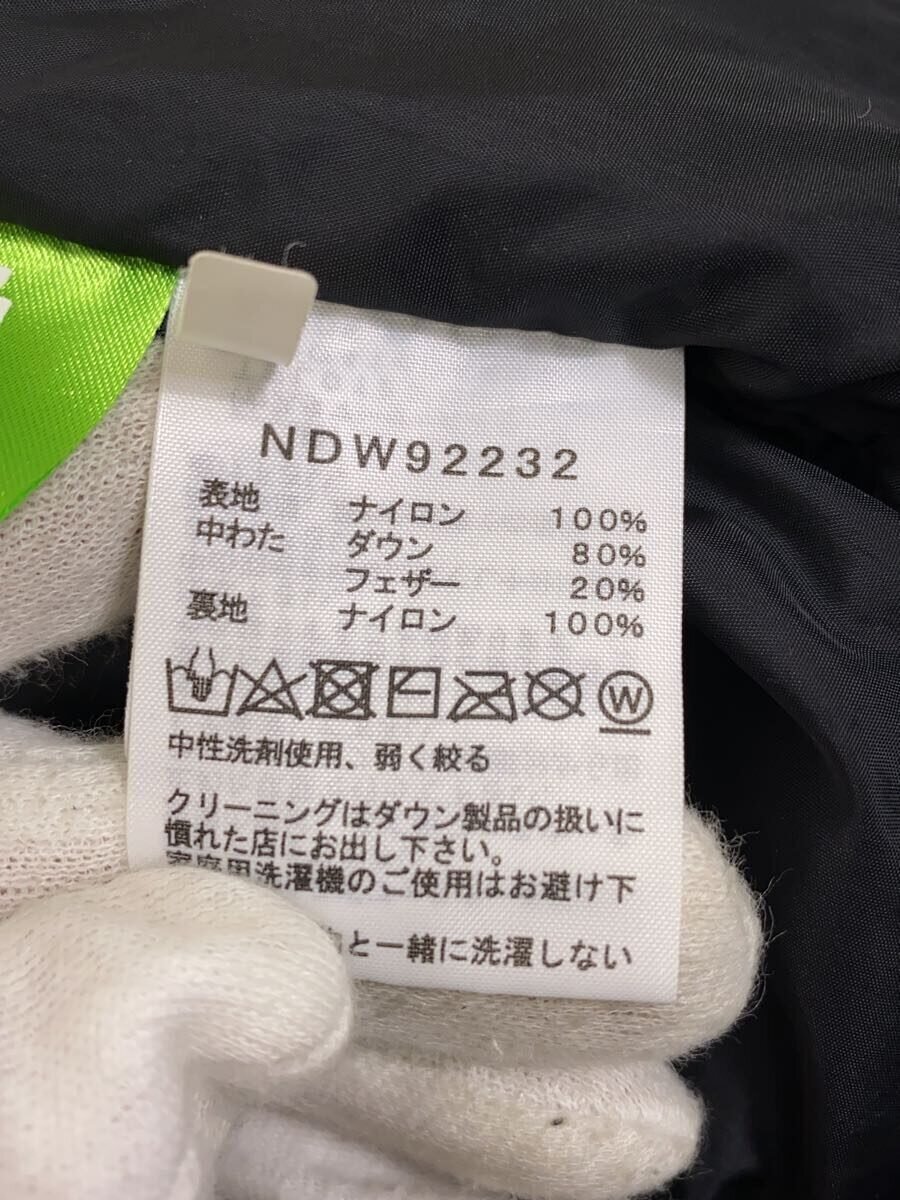 NDW92232
表地 ナイロン 100%
中わた ダウン 80%
フェザー 20%
裏地 ナイロン 100%
W
中性洗剤使用、弱く絞る
クリーニングはダウン製品の扱いに
慣れた店にお出し下さい。
家庭用洗濯機のご使用はお避け下
と一緒に洗濯しない